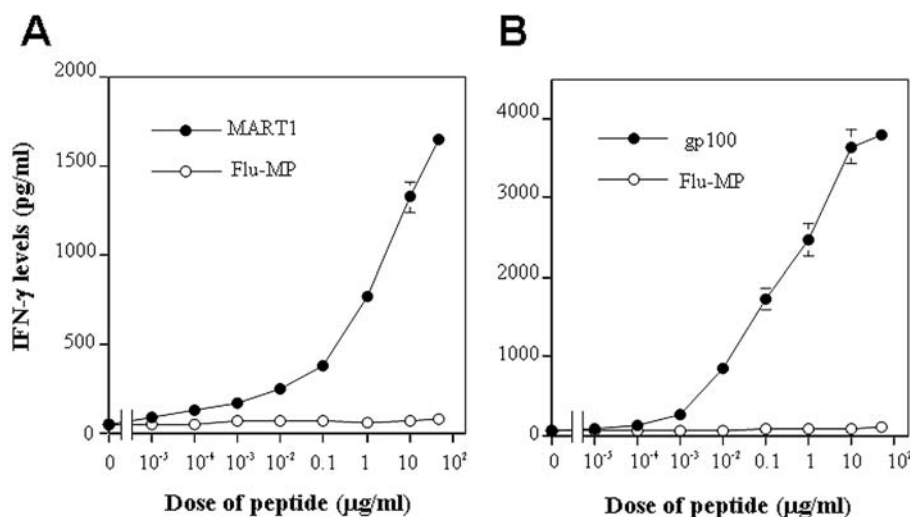 A
2000
1500
1000
500
0
MART1
Flu-MP
IFN-γ levels (pg/ml)
0 10⁻⁵ 10⁻⁴ 10⁻³ 10⁻² 0.1 1 10 10²
Dose of peptide (μg/ml)
B
4000
3000
2000
1000
0
gp100
Flu-MP
0 10⁻⁵ 10⁻⁴ 10⁻³ 10⁻² 0.1 1 10 10²
Dose of peptide (μg/ml)